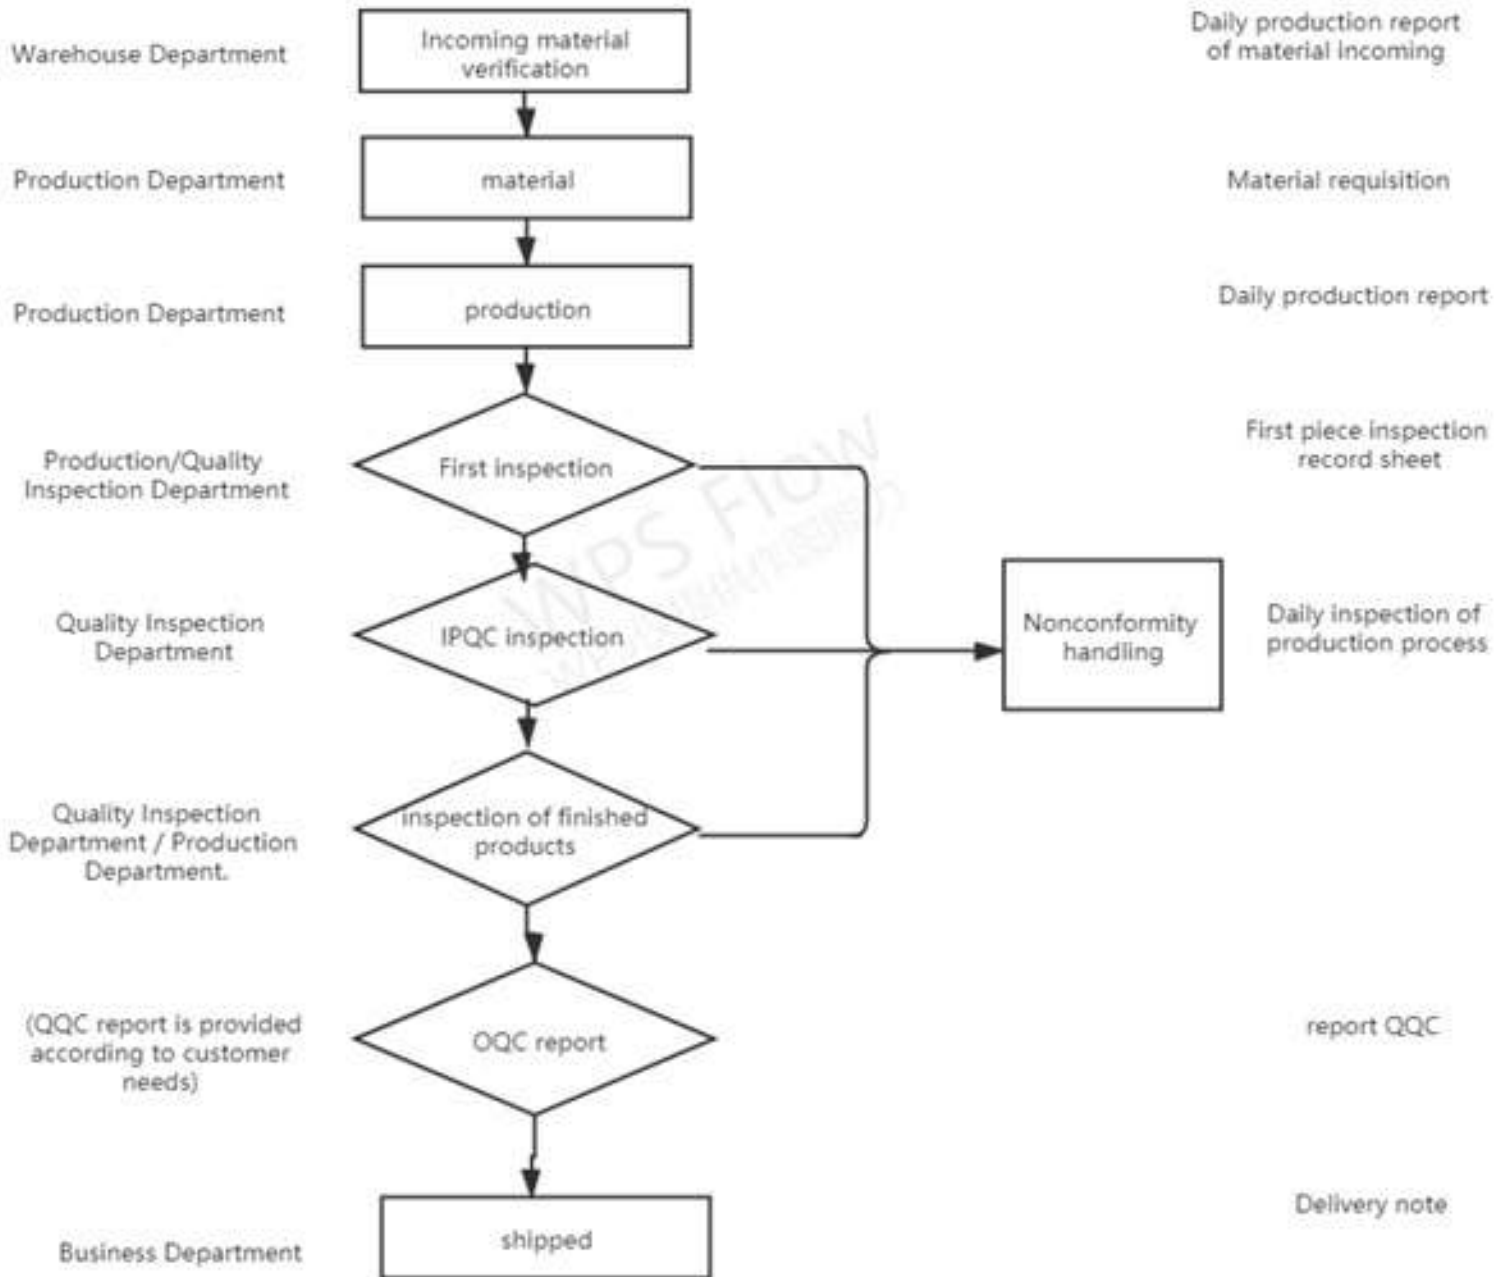 Warehouse Department
Incoming material
verification
Daily production report
of material incoming
Production Department
material
Material requisition
Production Department
production
Daily production report
Production/Quality
Inspection Department
First inspection
First piece inspection
record sheet
Quality Inspection
Department
IPQC inspection
Nonconformity
handling
Daily inspection of
production process
Quality Inspection
Department / Production
Department.
inspection of finished
products
(QQC report is provided
according to customer
needs)
OQC report
report QQC
Business Department
shipped
Delivery note
WPS Flow